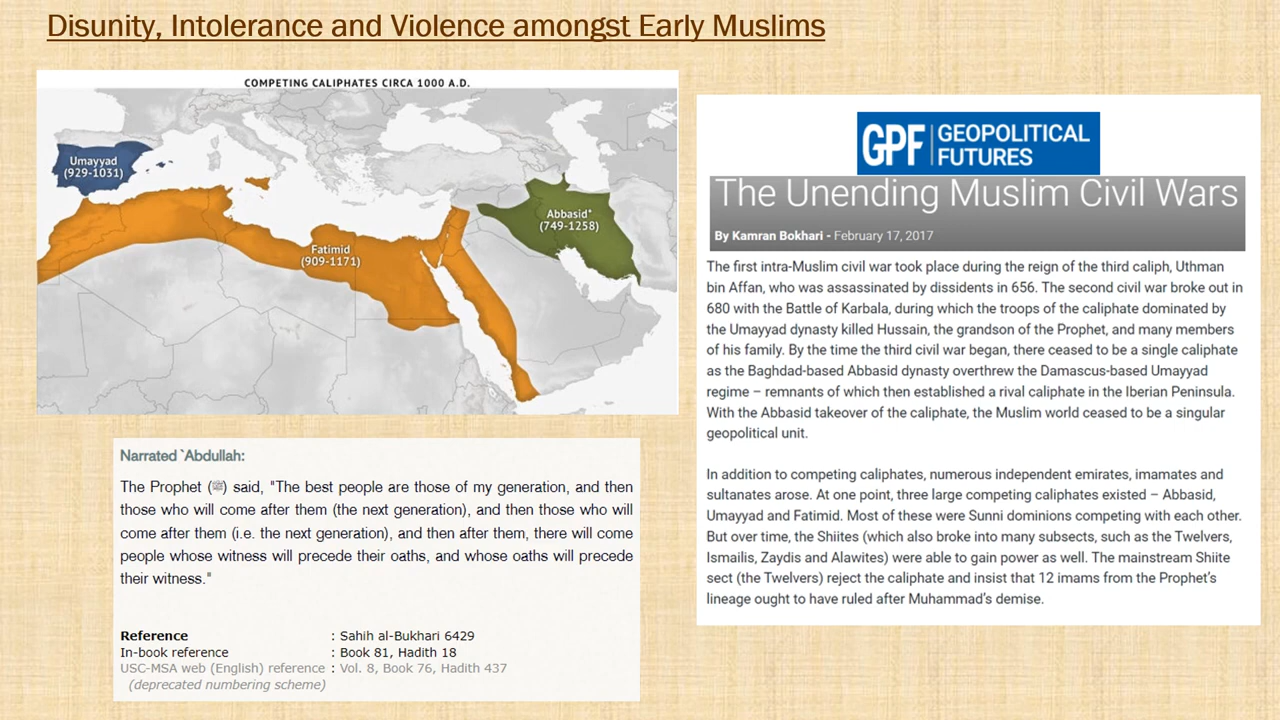 Disunity, Intolerance and Violence amongst Early Muslims
COMPETING CALIPHATES CIRCA 1000 A.D.
Umayyad
(929-1031)
Fatimid
(909-1171)
Abbasid*
(749-1258)
Narrated `Abdullah:
The Prophet (ﷺ) said, "The best people are those of my generation, and then
those who will come after them (the next generation), and then those who will
come after them (i.e. the next generation), and then after them, there will come
people whose witness will precede their oaths, and whose oaths will precede
their witness."
Reference : Sahih al-Bukhari 6429
In-book reference : Book 81, Hadith 18
USC-MSA web (English) reference : Vol. 8, Book 76, Hadith 437
(deprecated numbering scheme)
GPF GEOPOLITICAL
FUTURES
The Unending Muslim Civil Wars
By Kamran Bokhari - February 17, 2017
The first intra-Muslim civil war took place during the reign of the third caliph, Uthman
bin Affan, who was assassinated by dissidents in 656. The second civil war broke out in
680 with the Battle of Karbala, during which the troops of the caliphate dominated by
the Umayyad dynasty killed Hussain, the grandson of the Prophet, and many members
of his family. By the time the third civil war began, there ceased to be a single caliphate
as the Baghdad-based Abbasid dynasty overthrew the Damascus-based Umayyad
regime – remnants of which then established a rival caliphate in the Iberian Peninsula.
With the Abbasid takeover of the caliphate, the Muslim world ceased to be a singular
geopolitical unit.
In addition to competing caliphates, numerous independent emirates, imamates and
sultanates arose. At one point, three large competing caliphates existed – Abbasid,
Umayyad and Fatimid. Most of these were Sunni dominions competing with each other.
But over time, the Shiites (which also broke into many subsects, such as the Twelvers,
Ismailis, Zaydis and Alawites) were able to gain power as well. The mainstream Shiite
sect (the Twelvers) reject the caliphate and insist that 12 imams from the Prophet's
lineage ought to have ruled after Muhammad's demise.